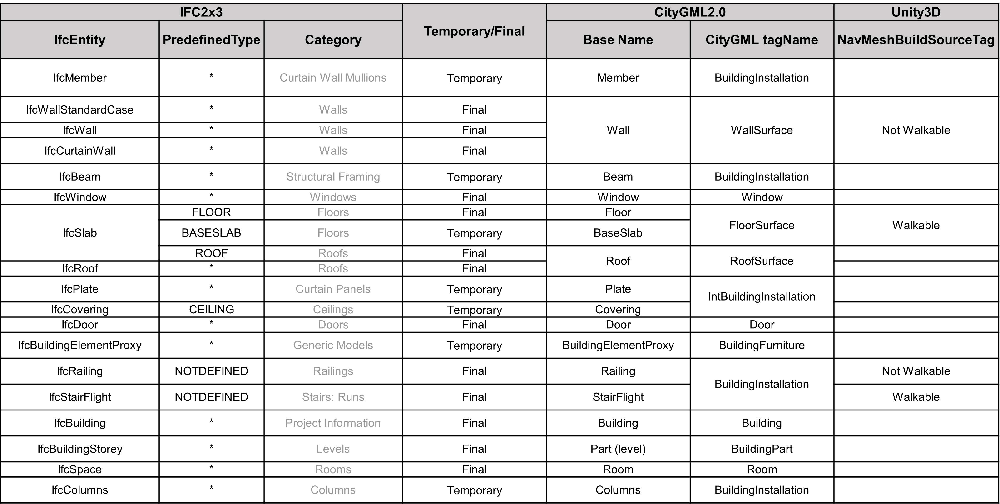 IFC2x3 Temporary/Final CityGML2.0 Unity3D
IfcEntity PredefinedType Category Base Name CityGML tagName NavMeshBuildSourceTag
IfcMember * Curtain Wall Mullions Temporary Member BuildingInstallation
IfcWallStandardCase * Walls Final
IfcWall * Walls Final Wall WallSurface Not Walkable
IfcCurtainWall * Walls Final
IfcBeam * Structural Framing Temporary Beam BuildingInstallation
IfcWindow * Windows Final Window Window
FLOOR Floors Final Floor
IfcSlab BASESLAB Floors Temporary BaseSlab FloorSurface Walkable
ROOF Roofs Final Roof RoofSurface
IfcRoof * Roofs Final
IfcPlate * Curtain Panels Temporary Plate IntBuildingInstallation
IfcCovering CEILING Ceilings Temporary Covering
IfcDoor * Doors Final Door Door
IfcBuildingElementProxy * Generic Models Temporary BuildingElementProxy BuildingFurniture
IfcRailing NOTDEFINED Railings Final Railing BuildingInstallation Not Walkable
IfcStairFlight NOTDEFINED Stairs: Runs Final StairFlight Walkable
IfcBuilding * Project Information Final Building Building
IfcBuildingStorey * Levels Final Part (level) BuildingPart
IfcSpace * Rooms Final Room Room
IfcColumns * Columns Temporary Columns BuildingInstallation